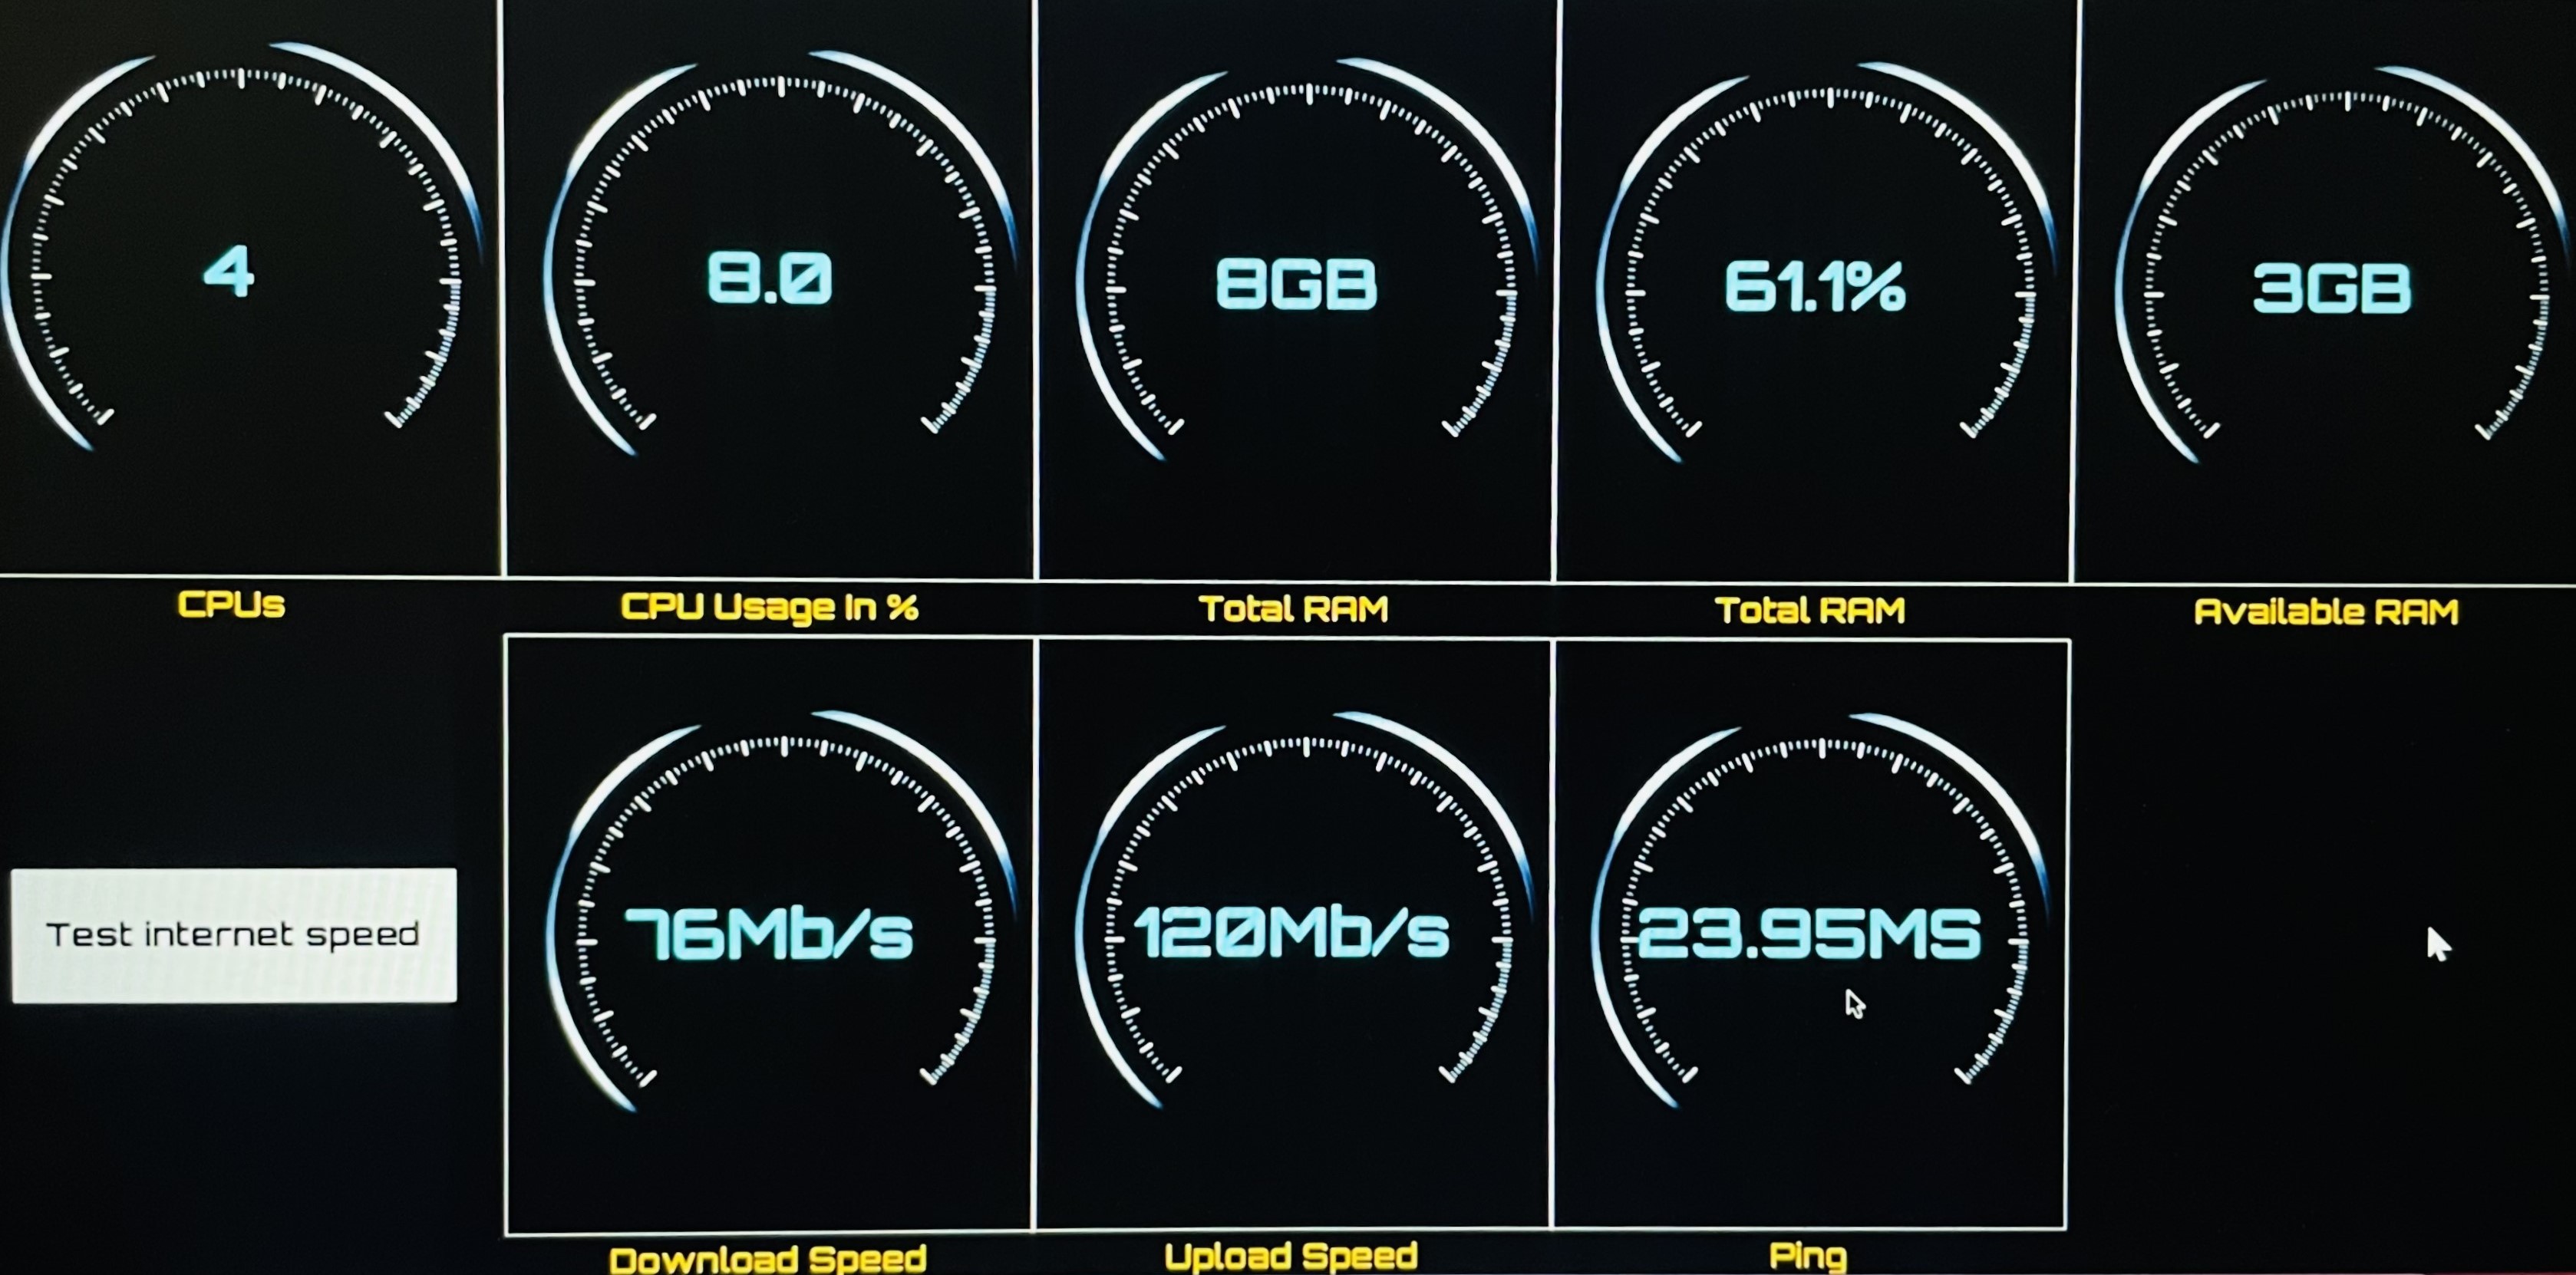 4
8.0
8GB
61.1%
3GB
CPUs
CPU Usage In %
Total RAM
Total RAM
Available RAM
Test internet speed
76Mb/s
120Mb/s
23.95MS
Download Speed
Upload Speed
Ping